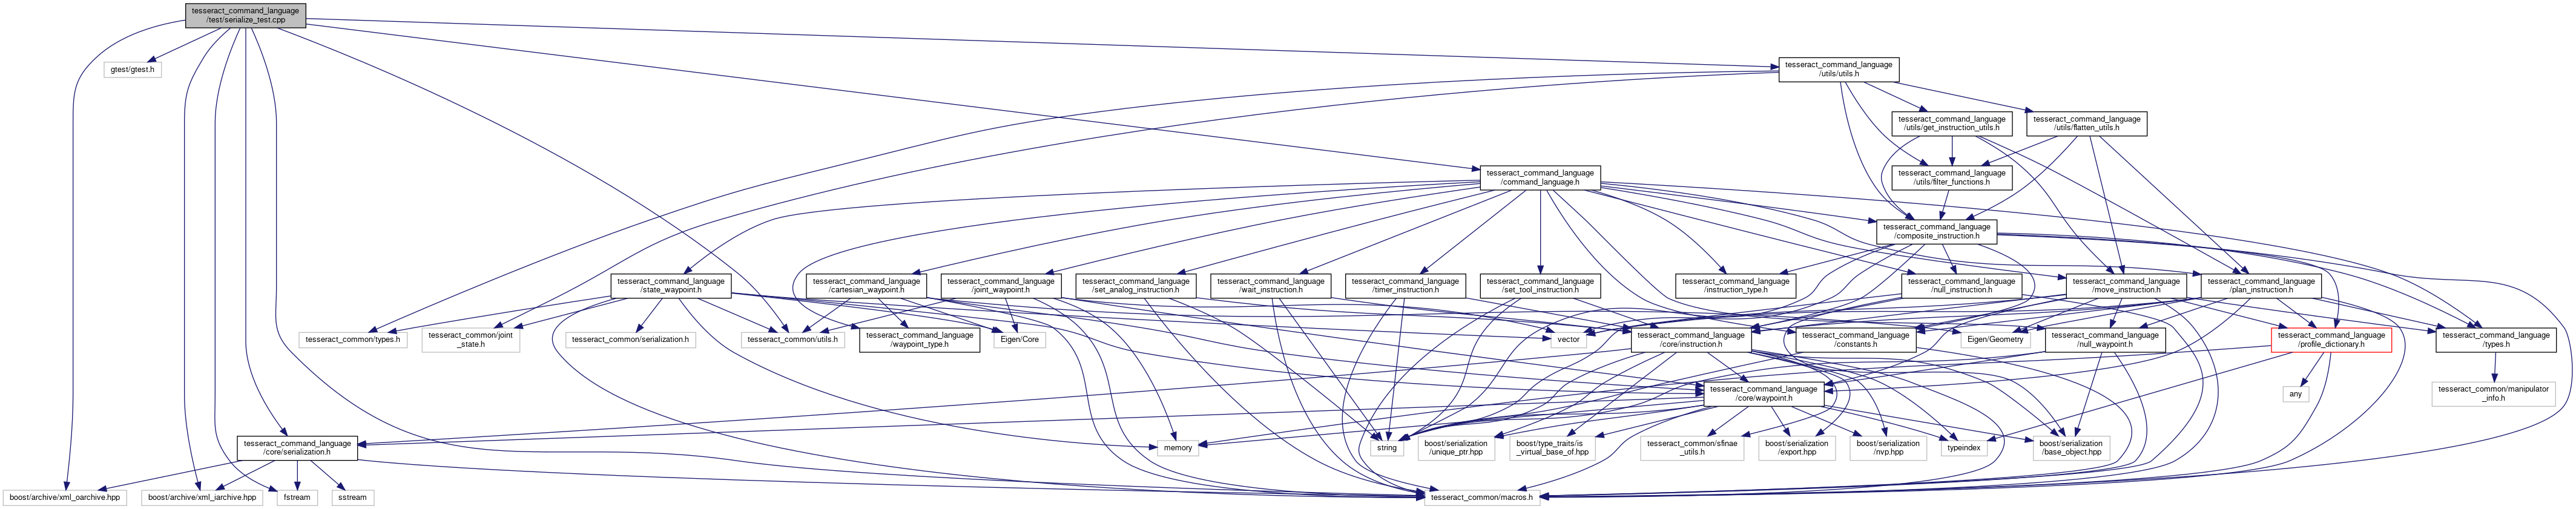 tesseract_command_language
/test/serialize_test.cpp
gtest/gtest.h
tesseract_command_language
/utils/utils.h
tesseract_command_language
/utils/get_instruction_utils.h
tesseract_command_language
/utils/flatten_utils.h
tesseract_command_language
/command_language.h
tesseract_command_language
/utils/filter_functions.h
tesseract_command_language
/composite_instruction.h
tesseract_command_language
/state_waypoint.h
tesseract_command_language
/cartesian_waypoint.h
tesseract_command_language
/joint_waypoint.h
tesseract_command_language
/set_analog_instruction.h
tesseract_command_language
/wait_instruction.h
tesseract_command_language
/timer_instruction.h
tesseract_command_language
/set_tool_instruction.h
tesseract_command_language
/instruction_type.h
tesseract_command_language
/null_instruction.h
tesseract_command_language
/move_instruction.h
tesseract_command_language
/plan_instruction.h
tesseract_common/types.h
tesseract_common/joint
_state.h
tesseract_common/serialization.h
tesseract_common/utils.h
tesseract_command_language
/waypoint_type.h
Eigen/Core
vector
tesseract_command_language
/core/instruction.h
tesseract_command_language
/constants.h
Eigen/Geometry
tesseract_command_language
/null_waypoint.h
tesseract_command_language
/profile_dictionary.h
tesseract_command_language
/types.h
tesseract_command_language
/core/waypoint.h
any
tesseract_common/manipulator
_info.h
tesseract_command_language
/core/serialization.h
memory
string
boost/serialization
/unique_ptr.hpp
boost/type_traits/is
_virtual_base_of.hpp
tesseract_common/sfinae
_utils.h
boost/serialization
/export.hpp
boost/serialization
/nvp.hpp
typeindex
boost/serialization
/base_object.hpp
boost/archive/xml_oarchive.hpp
boost/archive/xml_iarchive.hpp
fstream
sstream
tesseract_common/macros.h